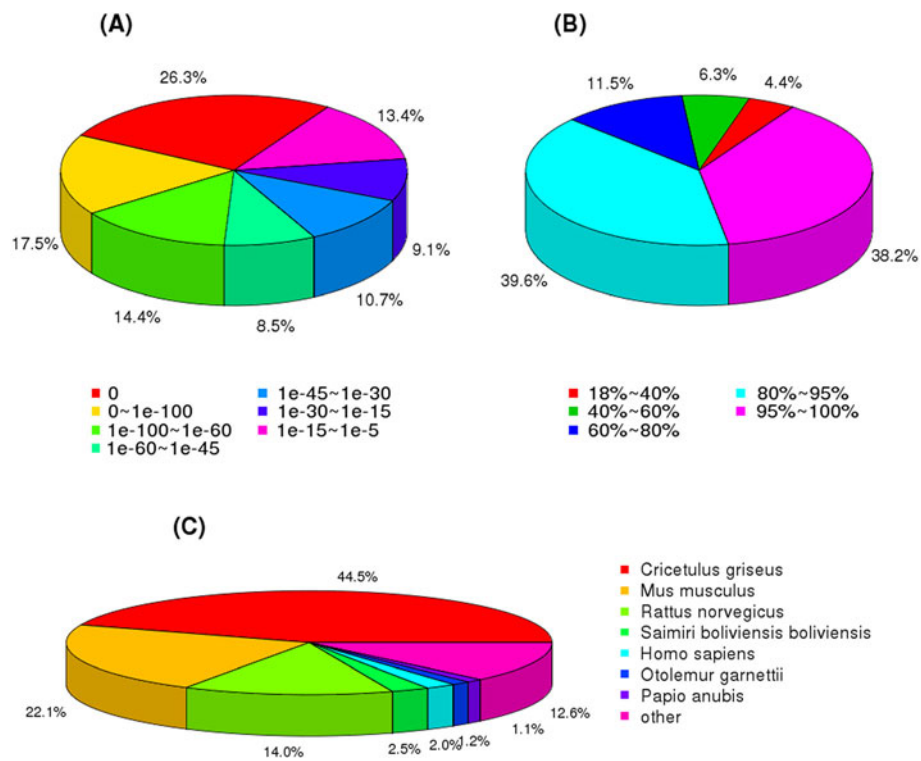 (A)
26.3%
13.4%
9.1%
10.7%
8.5%
14.4%
17.5%
0
0~1e-100
1e-100~1e-60
1e-60~1e-45
1e-45~1e-30
1e-30~1e-15
1e-15~1e-5
(B)
11.5%
6.3%
4.4%
38.2%
39.6%
18%~40%
40%~60%
60%~80%
80%~95%
95%~100%
(C)
44.5%
22.1%
14.0%
2.5%
2.0%
1.2%
1.1%
12.6%
Cricetulus griseus
Mus musculus
Rattus norvegicus
Saimiri boliviensis boliviensis
Homo sapiens
Otolemur garnettii
Papio anubis
other